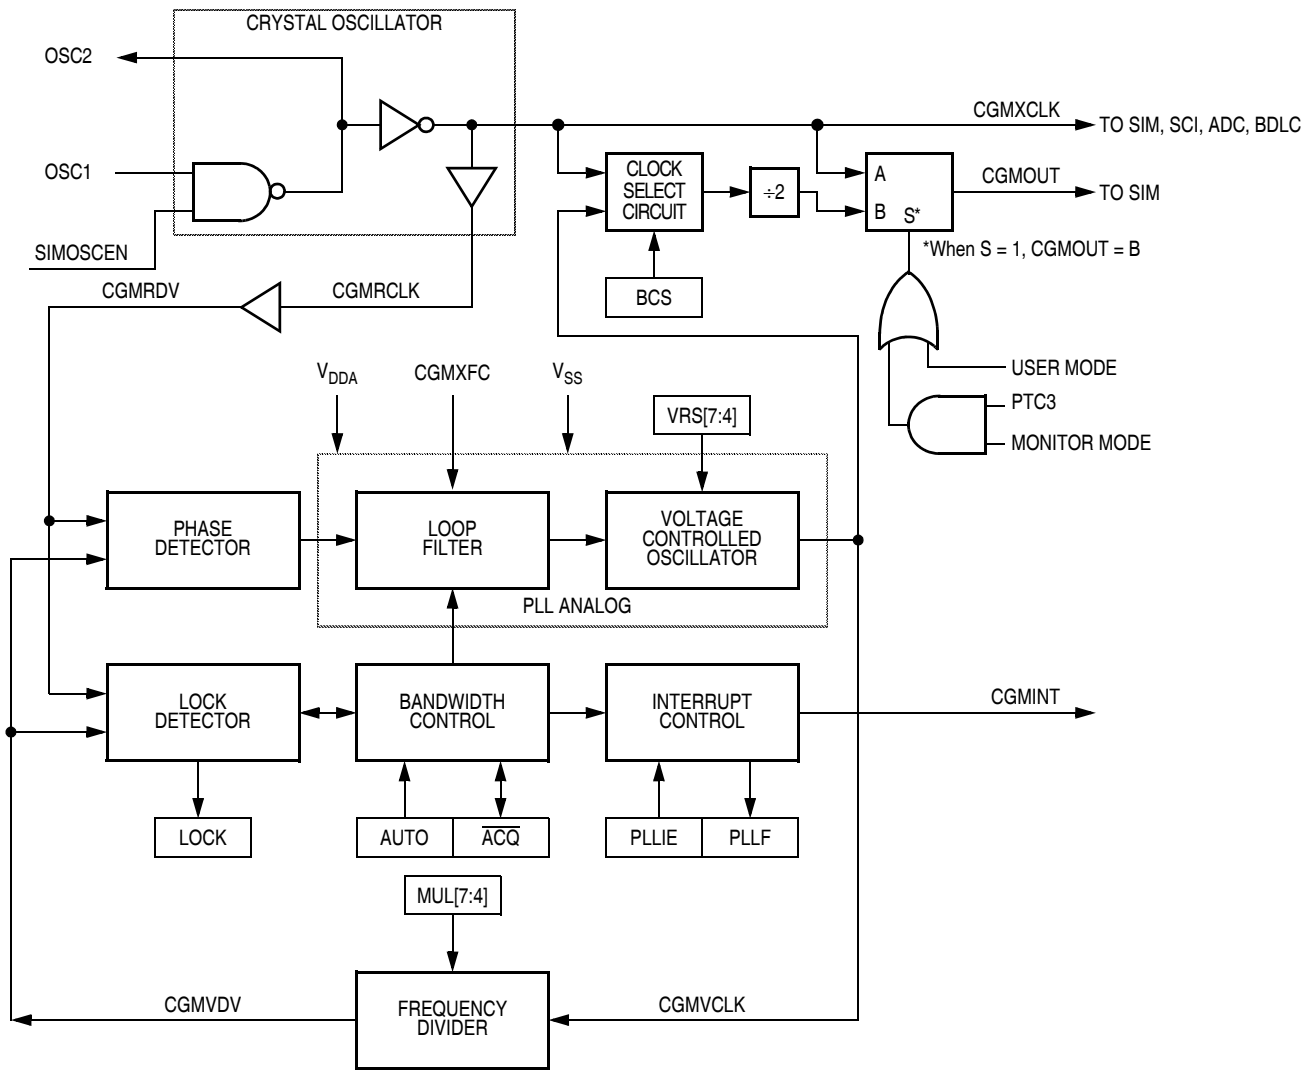 CRYSTAL OSCILLATOR
OSC2
CGMXCLK
TO SIM, SCI, ADC, BDLC
OSC1
CLOCK
SELECT
CIRCUIT
÷2
A
B
S*
CGMOUT
TO SIM
*When S = 1, CGMOUT = B
SIMOSCEN
CGMRDV
CGMRCLK
BCS
USER MODE
PTC3
MONITOR MODE
VDDA
CGMXFC
VSS
VRS[7:4]
PHASE
DETECTOR
LOOP
FILTER
VOLTAGE
CONTROLLED
OSCILLATOR
PLL ANALOG
LOCK
DETECTOR
BANDWIDTH
CONTROL
INTERRUPT
CONTROL
CGMINT
LOCK
AUTO
ACQ
PLLIE
PLLF
MUL[7:4]
CGMVDV
FREQUENCY
DIVIDER
CGMVCLK